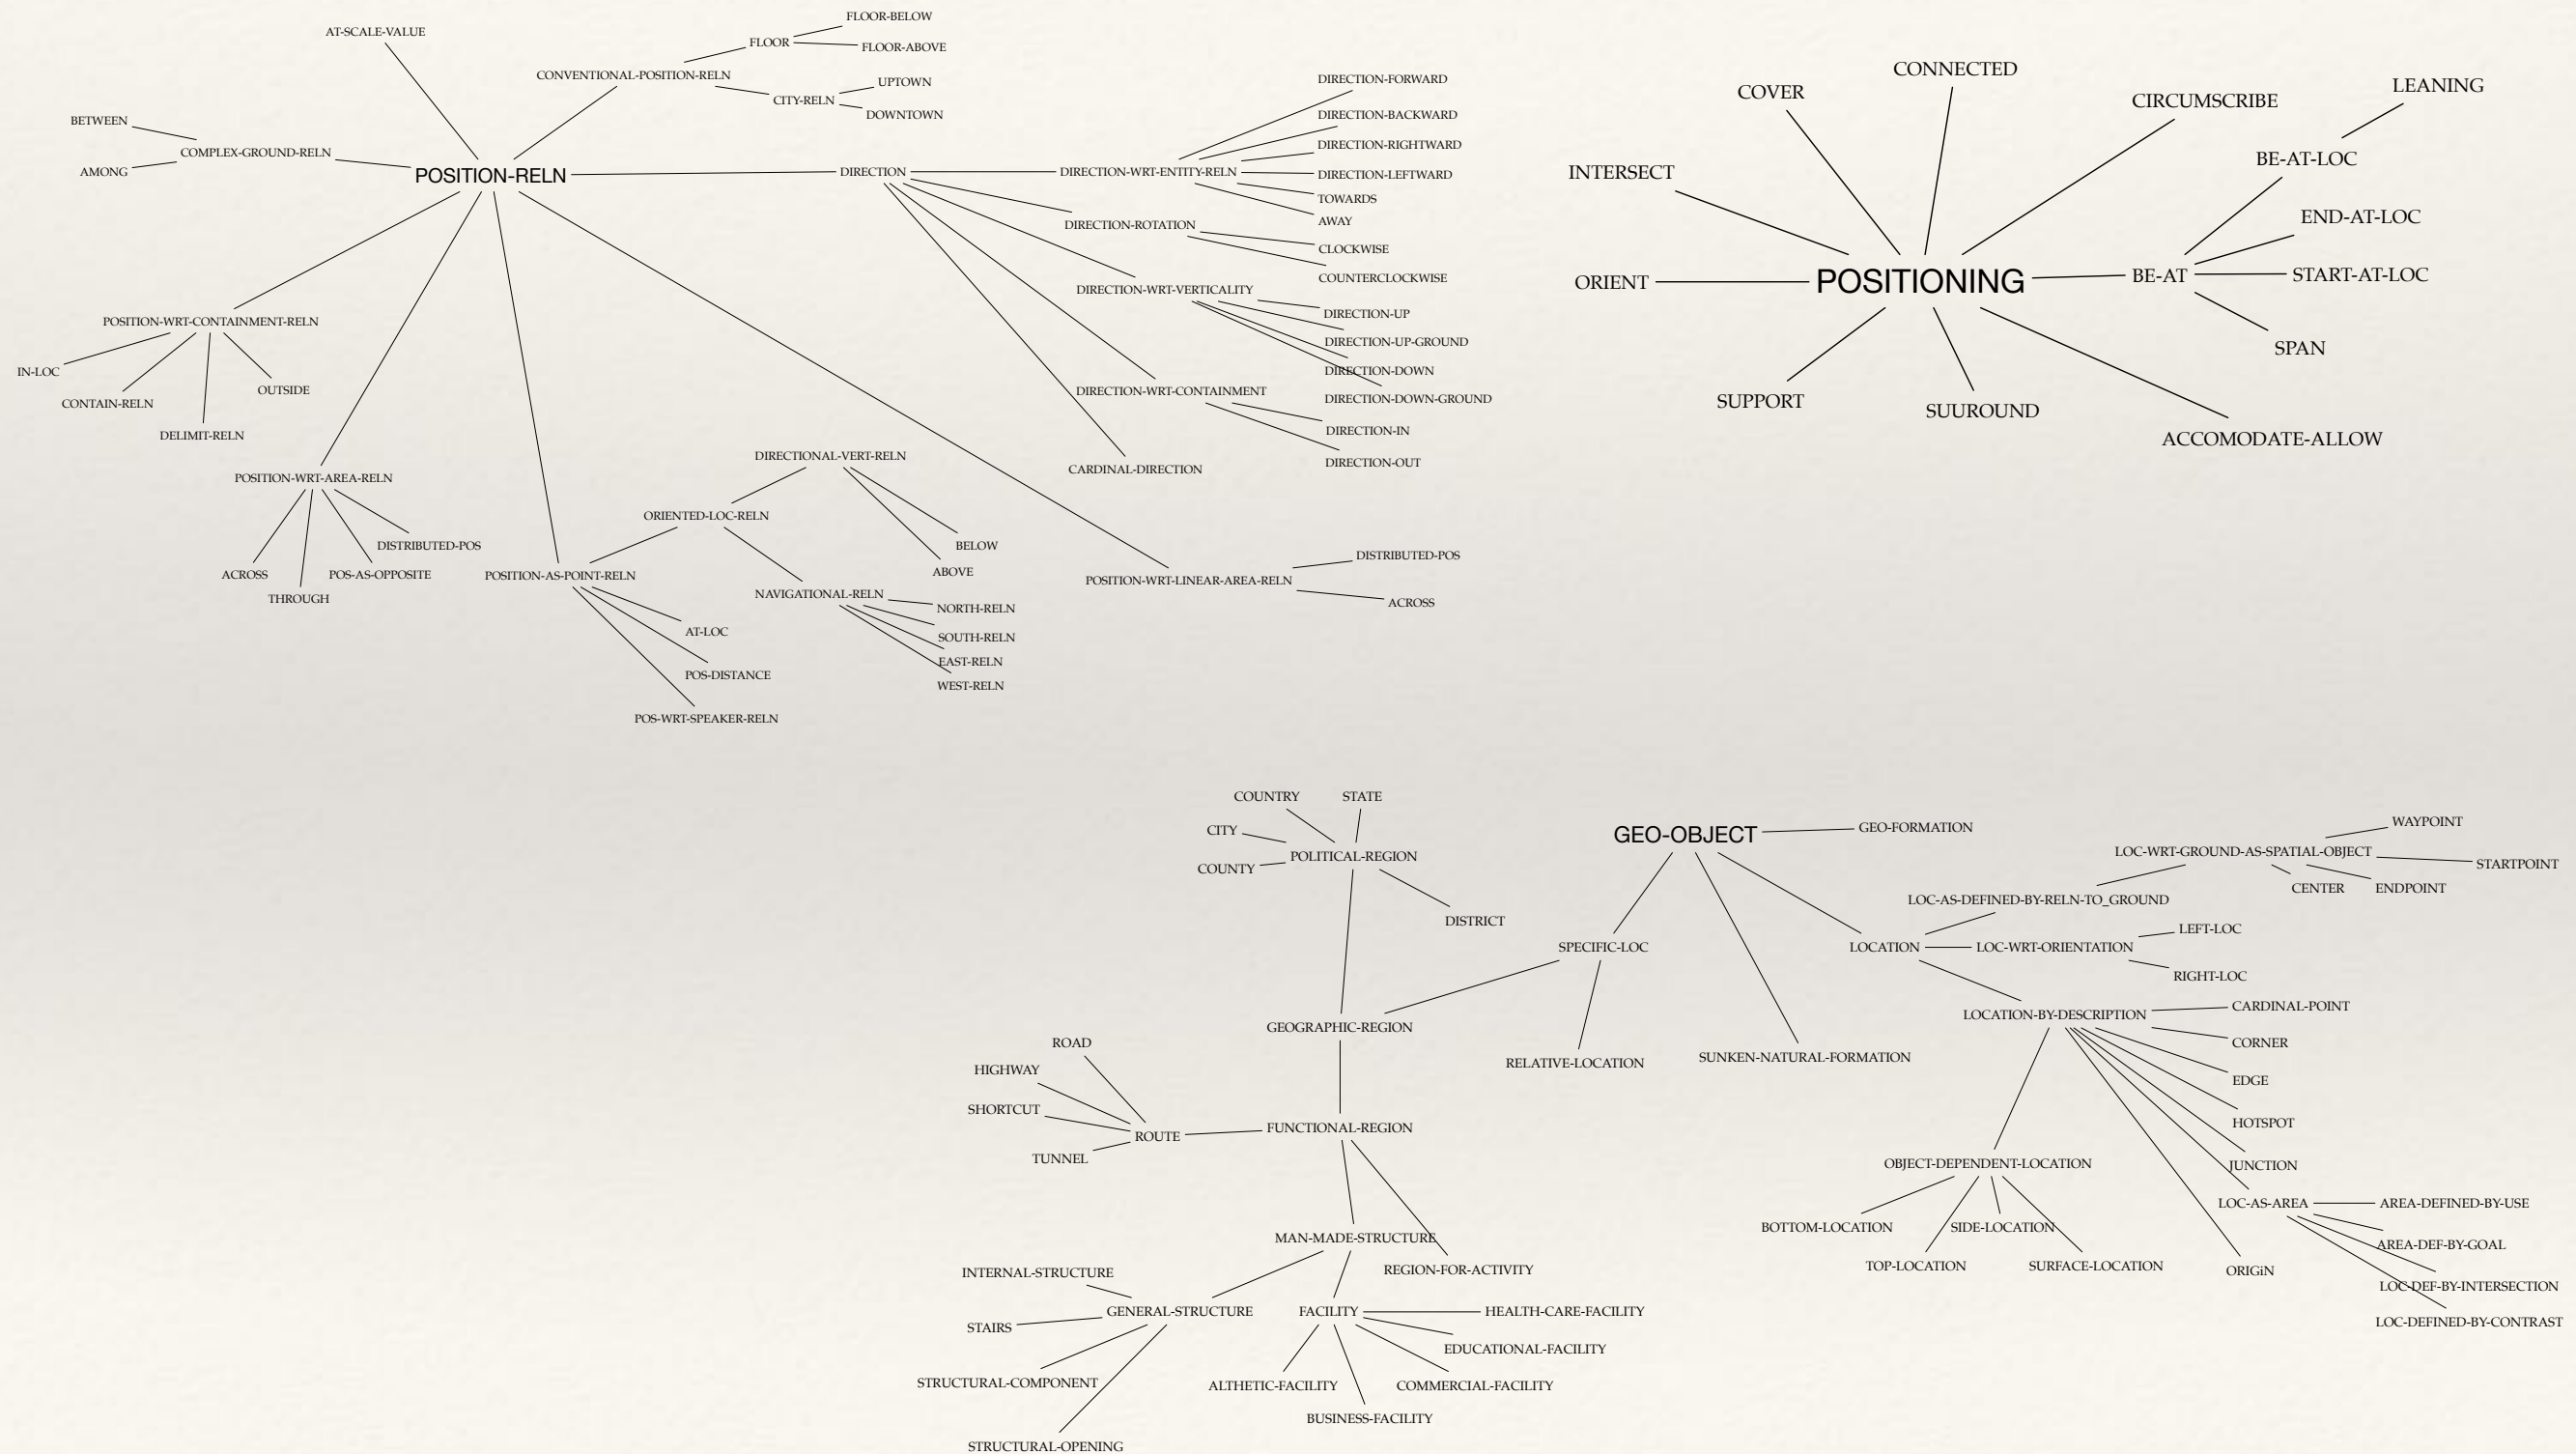 AT-SCALE-VALUE
FLOOR-BELOW
FLOOR
FLOOR-ABOVE
CONVENTIONAL-POSITION-RELN
UPTOWN
CITY-RELN
DOWNTOWN
BETWEEN
COMPLEX-GROUND-RELN
AMONG
POSITION-RELN
DIRECTION
DIRECTION-WRT-ENTITY-RELN
DIRECTION-FORWARD
DIRECTION-BACKWARD
DIRECTION-RIGHTWARD
DIRECTION-LEFTWARD
TOWARDS
AWAY
DIRECTION-ROTATION
CLOCKWISE
COUNTERCLOCKWISE
DIRECTION-WRT-VERTICALITY
DIRECTION-UP
DIRECTION-UP-GROUND
DIRECTION-DOWN
DIRECTION-DOWN-GROUND
DIRECTION-WRT-CONTAINMENT
DIRECTION-IN
DIRECTION-OUT
CARDINAL-DIRECTION
POSITION-WRT-CONTAINMENT-RELN
IN-LOC
CONTAIN-RELN
DELIMIT-RELN
OUTSIDE
POSITION-WRT-AREA-RELN
DISTRIBUTED-POS
ACROSS
POS-AS-OPPOSITE
THROUGH
DIRECTIONAL-VERT-RELN
ORIENTED-LOC-RELN
BELOW
ABOVE
POSITION-AS-POINT-RELN
NAVIGATIONAL-RELN
NORTH-RELN
SOUTH-RELN
EAST-RELN
WEST-RELN
AT-LOC
POS-DISTANCE
POS-WRT-SPEAKER-RELN
POSITION-WRT-LINEAR-AREA-RELN
DISTRIBUTED-POS
ACROSS
CONNECTED
COVER
CIRCUMSCRIBE
LEANING
INTERSECT
BE-AT-LOC
END-AT-LOC
ORIENT
POSITIONING
BE-AT
START-AT-LOC
SPAN
SUPPORT
SUUROUND
ACCOMODATE-ALLOW
COUNTRY
STATE
CITY
POLITICAL-REGION
COUNTY
DISTRICT
GEO-OBJECT
GEO-FORMATION
SPECIFIC-LOC
GEOGRAPHIC-REGION
RELATIVE-LOCATION
SUNKEN-NATURAL-FORMATION
WAYPOINT
LOC-WRT-GROUND-AS-SPATIAL-OBJECT
STARTPOINT
CENTER
ENDPOINT
LOC-AS-DEFINED-BY-RELN-TO_GROUND
LEFT-LOC
LOCATION
LOC-WRT-ORIENTATION
RIGHT-LOC
LOCATION-BY-DESCRIPTION
CARDINAL-POINT
CORNER
EDGE
HOTSPOT
JUNCTION
OBJECT-DEPENDENT-LOCATION
BOTTOM-LOCATION
SIDE-LOCATION
TOP-LOCATION
SURFACE-LOCATION
LOC-AS-AREA
AREA-DEFINED-BY-USE
AREA-DEF-BY-GOAL
ORIGiN
LOC-DEF-BY-INTERSECTION
LOC-DEFINED-BY-CONTRAST
ROAD
HIGHWAY
SHORTCUT
ROUTE
TUNNEL
FUNCTIONAL-REGION
MAN-MADE-STRUCTURE
REGION-FOR-ACTIVITY
INTERNAL-STRUCTURE
GENERAL-STRUCTURE
STAIRS
STRUCTURAL-COMPONENT
STRUCTURAL-OPENING
FACILITY
HEALTH-CARE-FACILITY
EDUCATIONAL-FACILITY
ALTHETIC-FACILITY
COMMERCIAL-FACILITY
BUSINESS-FACILITY